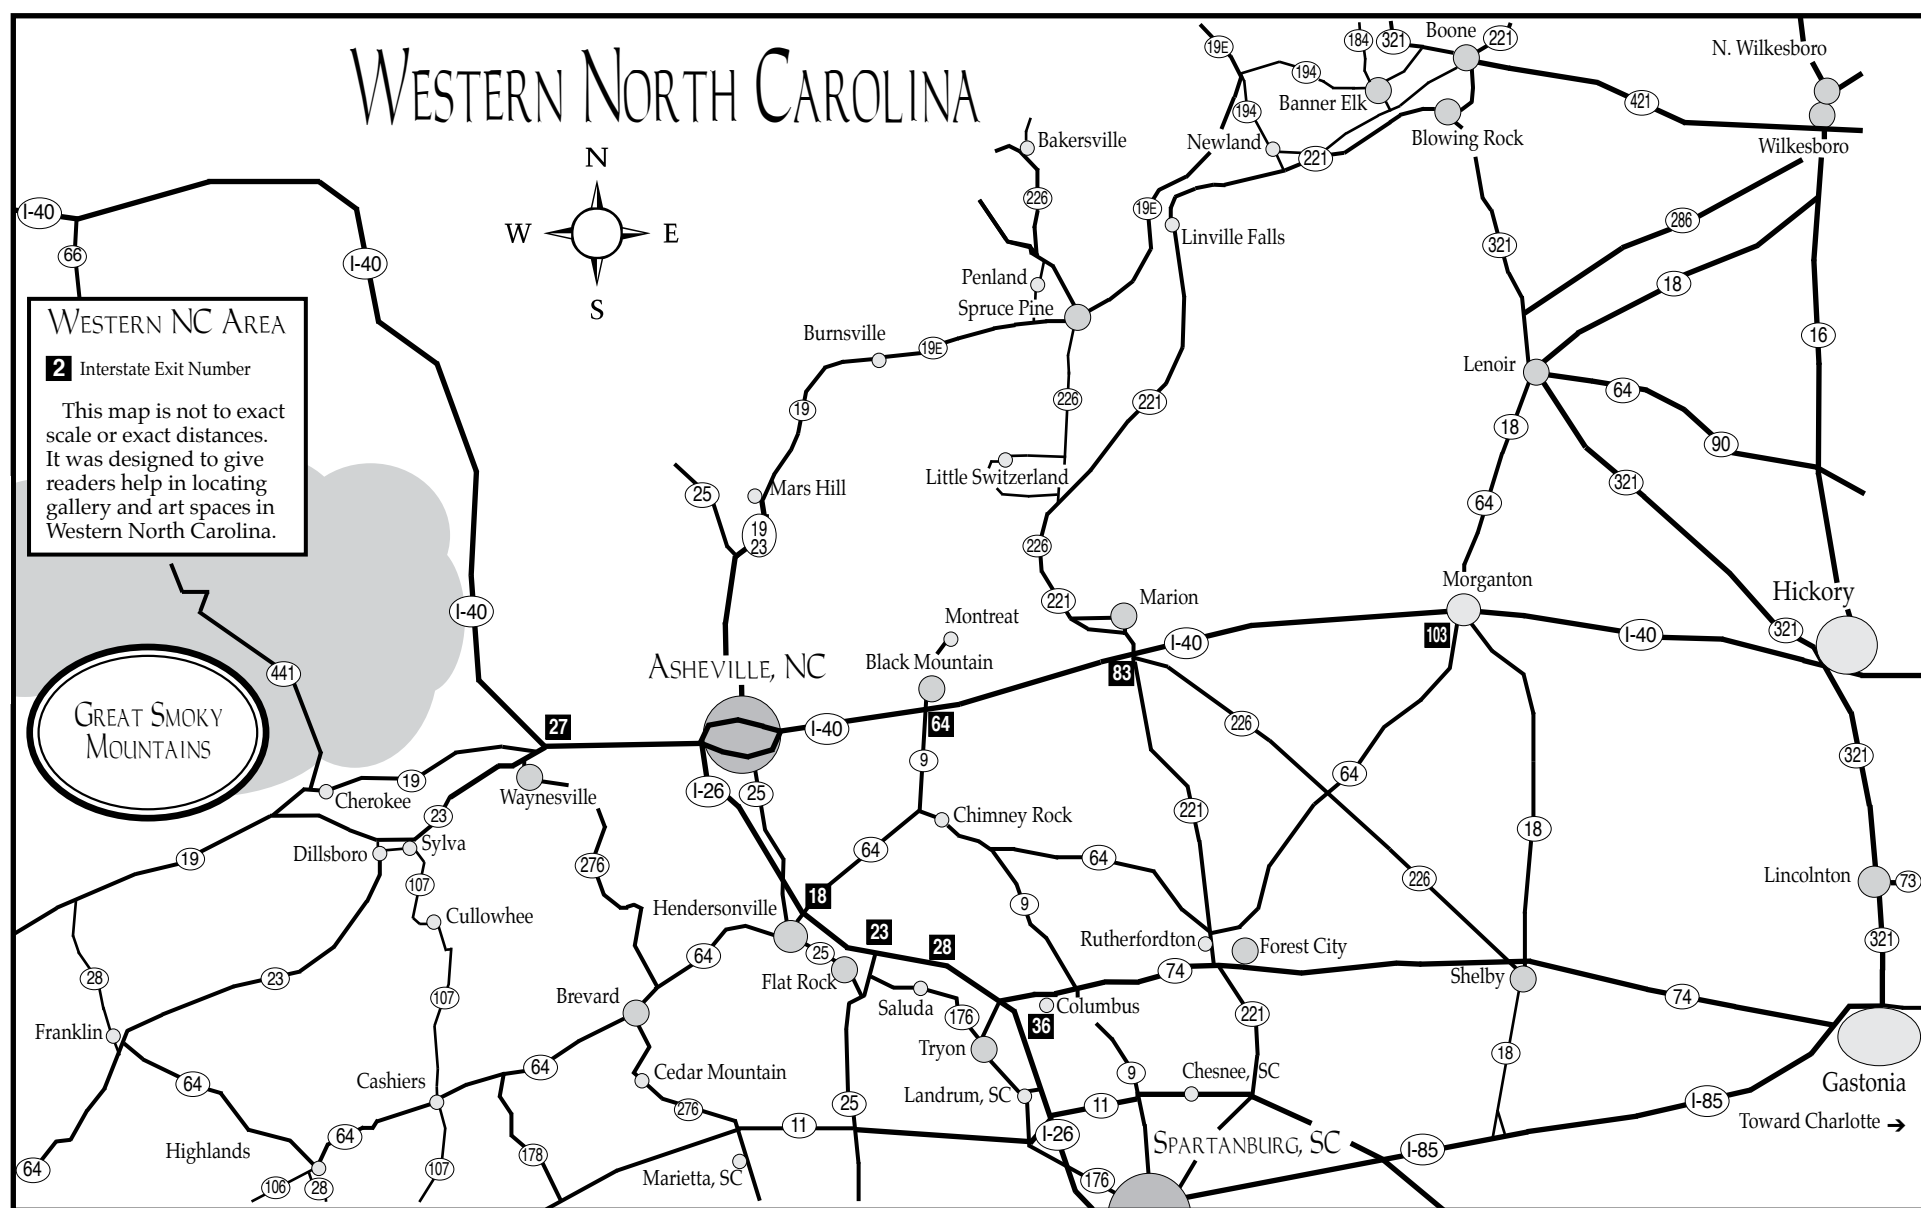 WESTERN NORTH CAROLINA
N
W
E
S
WESTERN NC AREA
2 Interstate Exit Number
This map is not to exact
scale or exact distances.
It was designed to give
readers help in locating
gallery and art spaces in
Western North Carolina.
GREAT SMOKY
MOUNTAINS
19E
184
321
Boone
221
N. Wilkesboro
194
Banner Elk
421
194
Newland
221
Blowing Rock
Wilkesboro
Bakersville
226
19E
Linville Falls
I-40
66
I-40
321
286
18
Penland
Spruce Pine
Burnsville
19E
16
Lenoir
64
19
226
221
18
90
Little Switzerland
321
25
Mars Hill
19
23
64
226
Morganton
Hickory
I-40
221
Marion
103
I-40
321
Montreat
I-40
Black Mountain
ASHEVILLE, NC
83
441
27
I-40
64
226
321
9
64
19
Cherokee
Waynesville
I-26
25
23
Chimney Rock
221
18
Dillsboro
Sylva
19
276
64
64
226
107
Lincolnton
73
18
9
Cullowhee
Hendersonville
23
28
Rutherfordton
Forest City
321
64
25
Flat Rock
74
Shelby
28
23
107
Brevard
Saluda
176
Columbus
36
221
74
Franklin
Tryon
64
64
Cashiers
Cedar Mountain
Landrum, SC
9
Chesnee, SC
18
Gastonia
276
25
11
11
I-85
Toward Charlotte ➔
Highlands
64
178
I-26
SPARTANBURG, SC
I-85
64
106
28
107
Marietta, SC
176